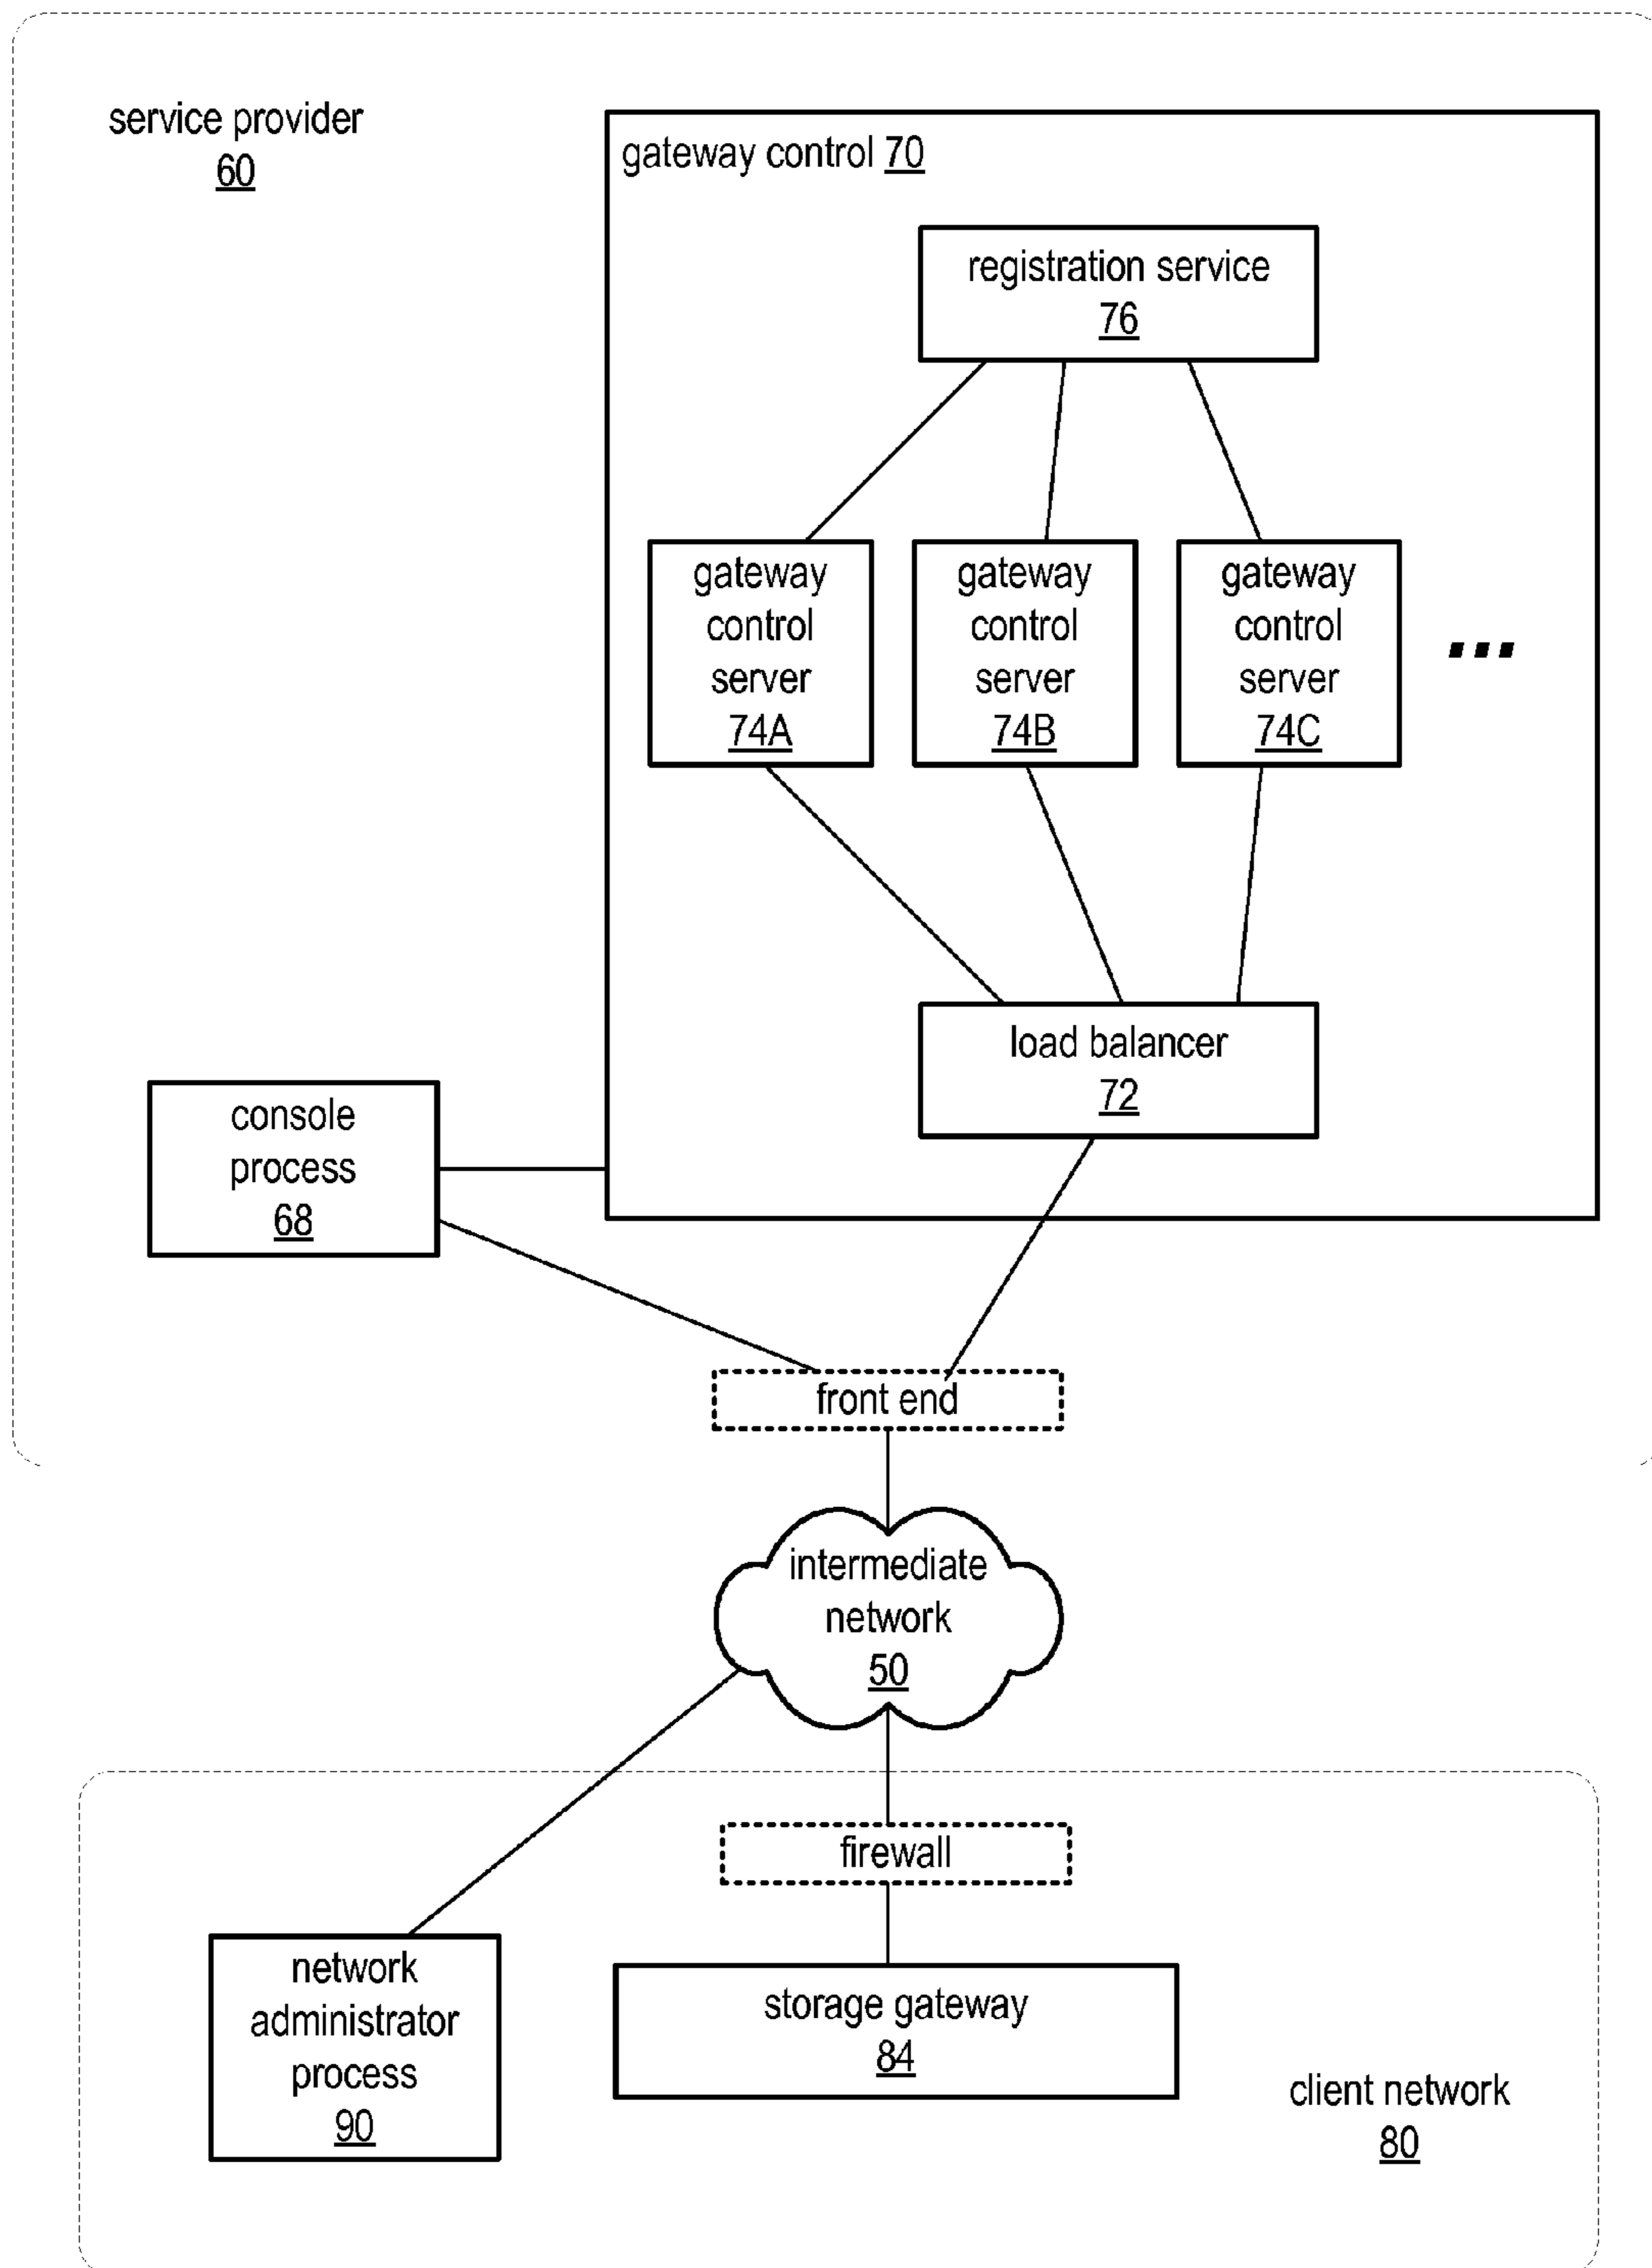 service provider
60
gateway control 70
registration service
76
gateway
control
server
74A
gateway
control
server
74B
gateway
control
server
74C
...
load balancer
72
console
process
68
front end
intermediate
network
50
firewall
network
administrator
process
90
storage gateway
84
client network
80